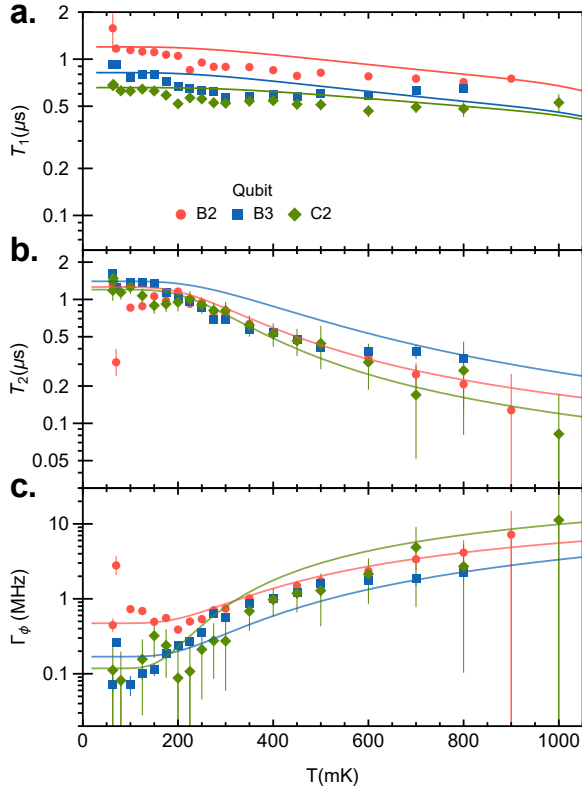 a.
2
1
0.5
0.2
0.1
T₁(μs)
Qubit
B2 B3 C2
b.
2
1
0.5
0.2
0.1
0.05
T₂(μs)
c.
10
1
0.1
Γϕ (MHz)
0 200 400 600 800 1000
T(mK)